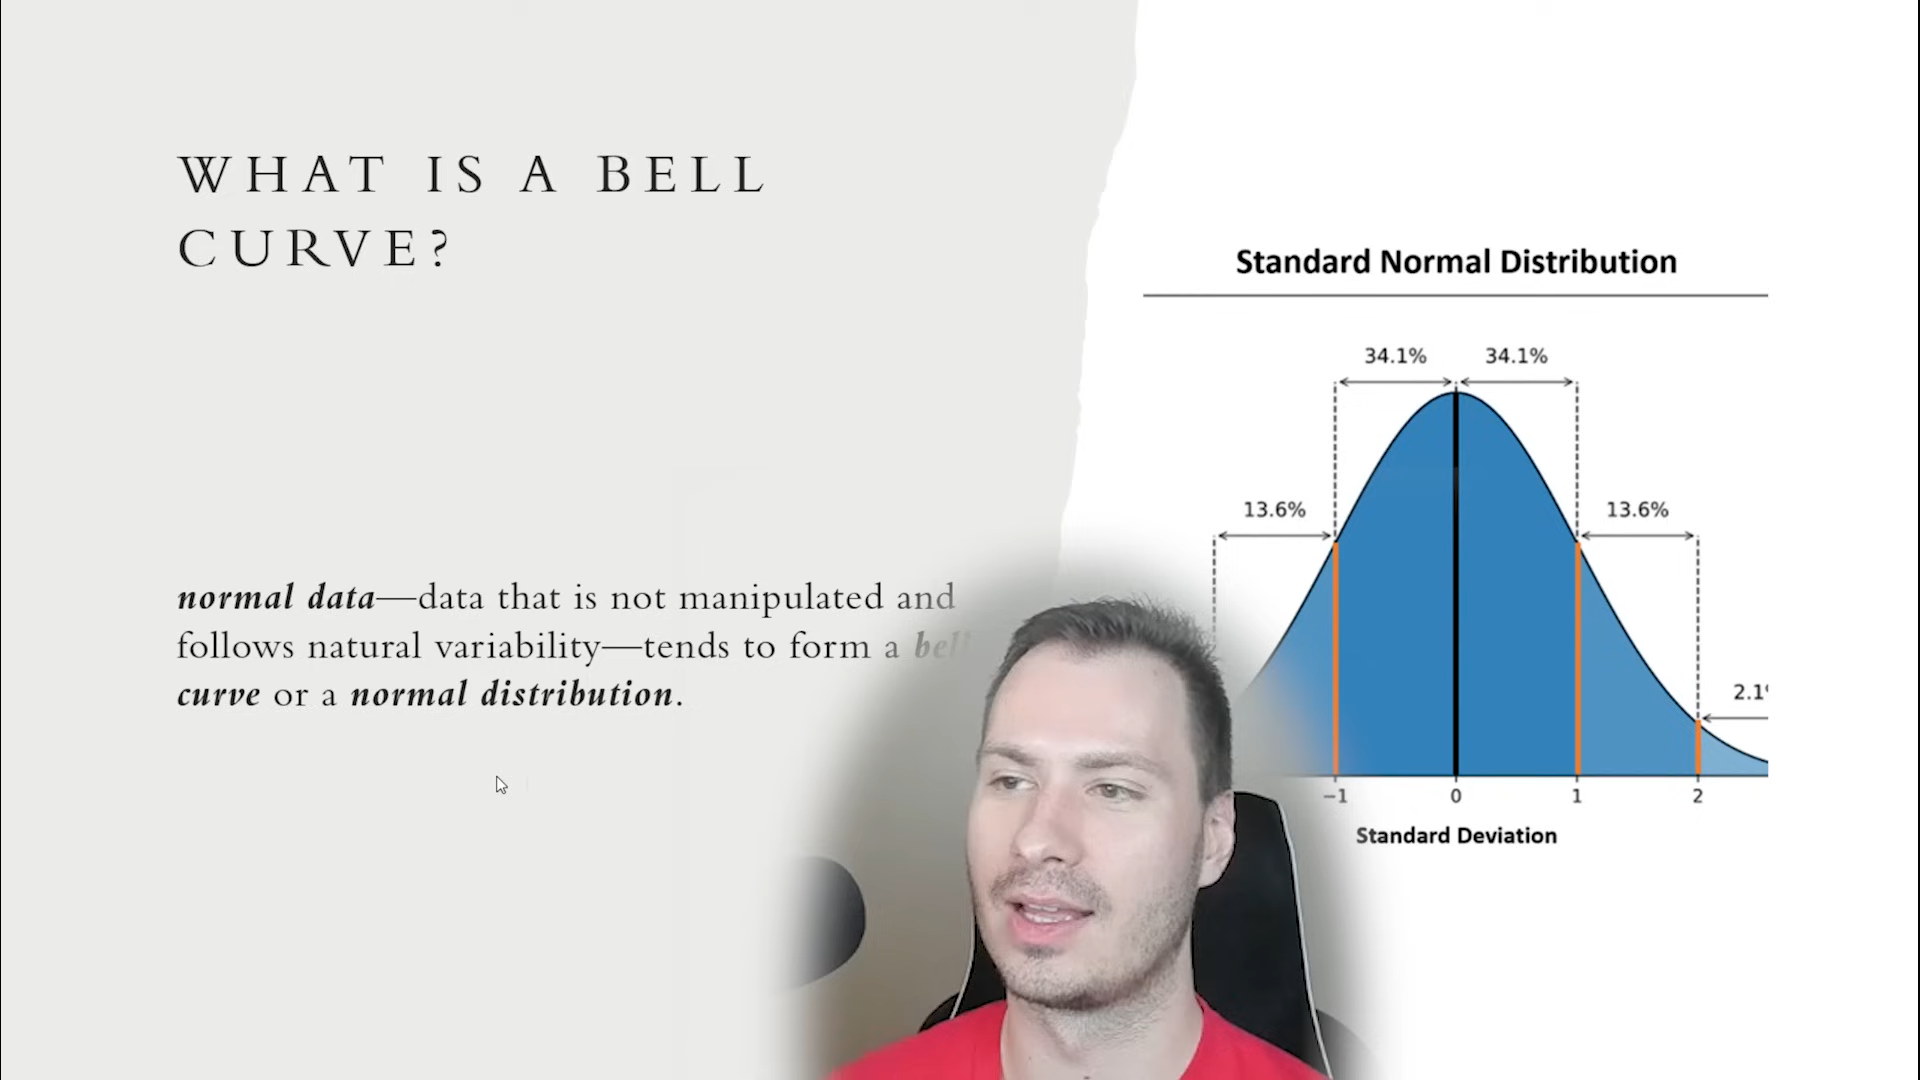 WHAT IS A BELL
CURVE?
normal data—data that is not manipulated and
follows natural variability—tends to form a bell
curve or a normal distribution.
Standard Normal Distribution
34.1% 34.1%
13.6% 13.6%
−1 0 1 2
Standard Deviation